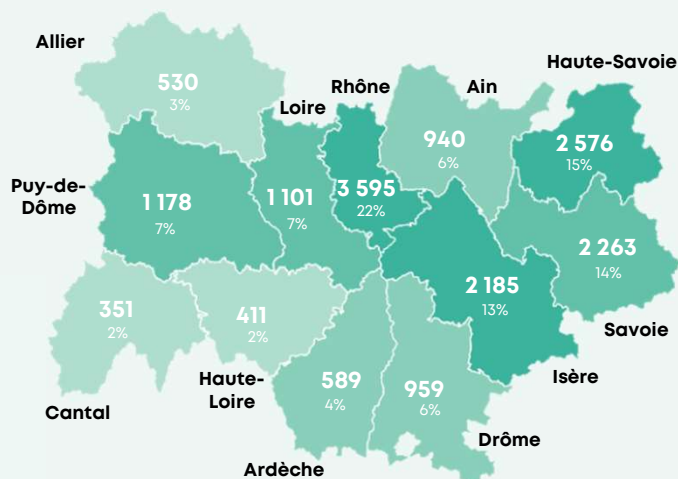 Allier
530
3%
Loire
Rhône
Ain
940
6%
Haute-Savoie
2 576
15%
Puy-de-
Dôme
1 178
7%
1 101
7%
3 595
22%
2 263
14%
Savoie
351
2%
Cantal
411
2%
Haute-
Loire
2 185
13%
Isère
589
4%
Ardèche
959
6%
Drôme